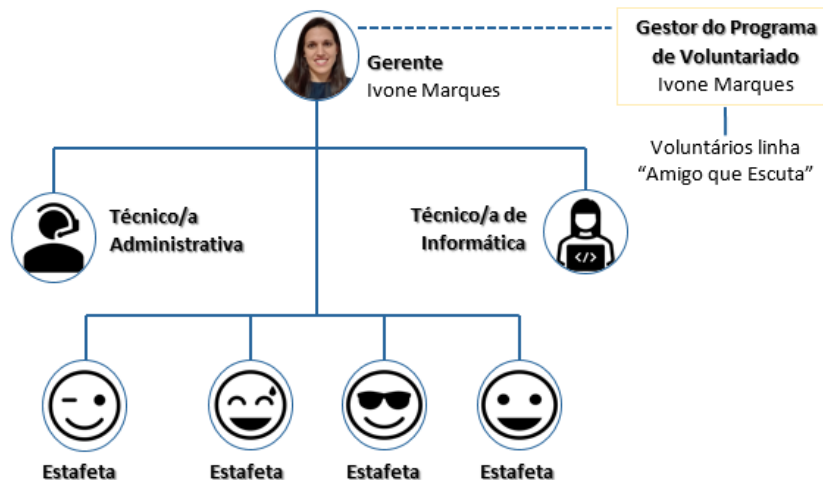 Gestor do Programa
de Voluntariado
Ivone Marques
Gerente
Ivone Marques
Voluntários linha
“Amigo que Escuta”
Técnico/a
Administrativa
Técnico/a de
Informática
</>
Estafeta
Estafeta
Estafeta
Estafeta